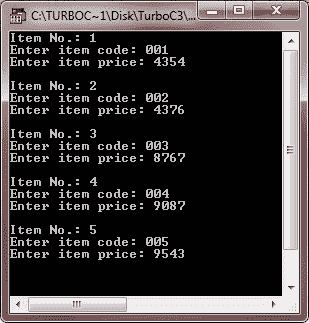 C:\TURBOC~1\Disk\TurboC3\...
Item No.: 1
Enter item code: 001
Enter item price: 4354
Item No.: 2
Enter item code: 002
Enter item price: 4376
Item No.: 3
Enter item code: 003
Enter item price: 8767
Item No.: 4
Enter item code: 004
Enter item price: 9087
Item No.: 5
Enter item code: 005
Enter item price: 9543